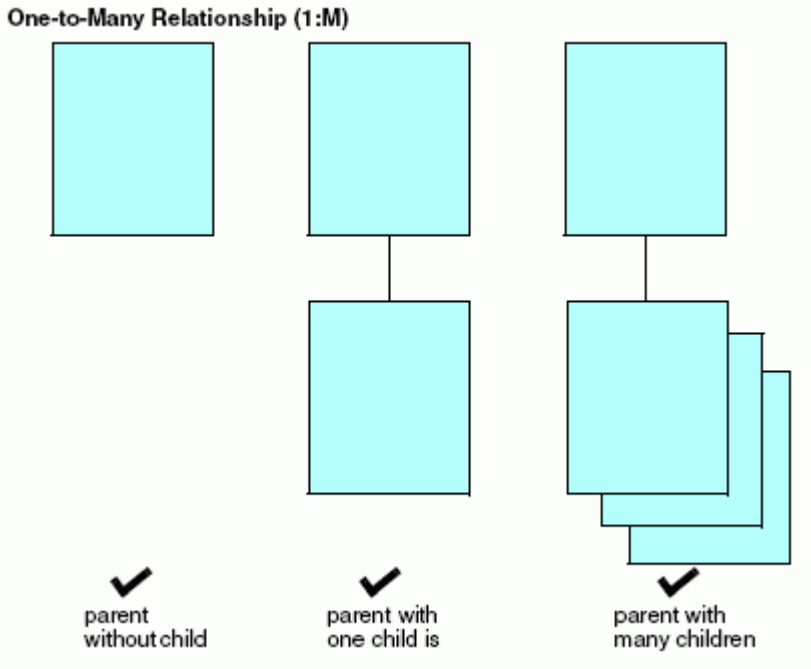 One-to-Many Relationship (1:M)
parent
without child
parent with
one child is
parent with
many children